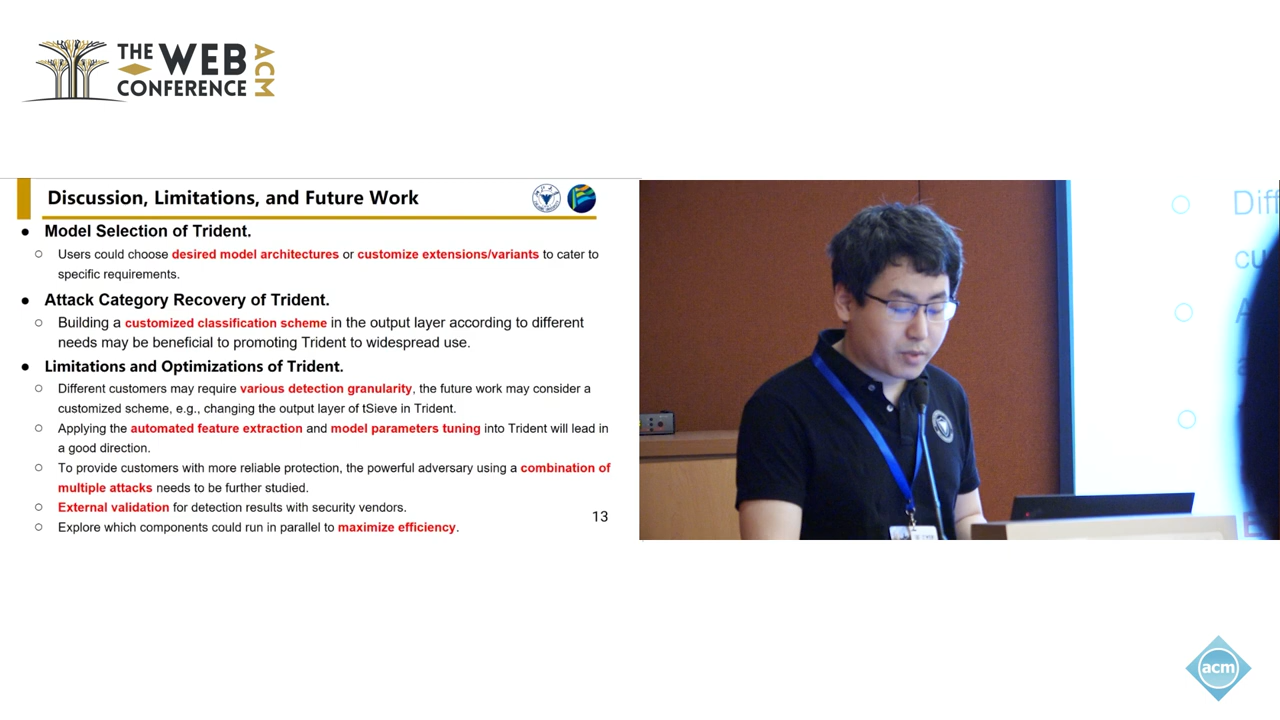 THE WEB
CONFERENCE
ACM
Discussion, Limitations, and Future Work
● Model Selection of Trident.
○ Users could choose desired model architectures or customize extensions/variants to cater to
specific requirements.
● Attack Category Recovery of Trident.
○ Building a customized classification scheme in the output layer according to different
needs may be beneficial to promoting Trident to widespread use.
● Limitations and Optimizations of Trident.
○ Different customers may require various detection granularity, the future work may consider a
customized scheme, e.g., changing the output layer of tSieve in Trident.
○ Applying the automated feature extraction and model parameters tuning into Trident will lead in
a good direction.
○ To provide customers with more reliable protection, the powerful adversary using a combination of
multiple attacks needs to be further studied.
○ External validation for detection results with security vendors.
○ Explore which components could run in parallel to maximize efficiency.
13
Diff
cu
acm